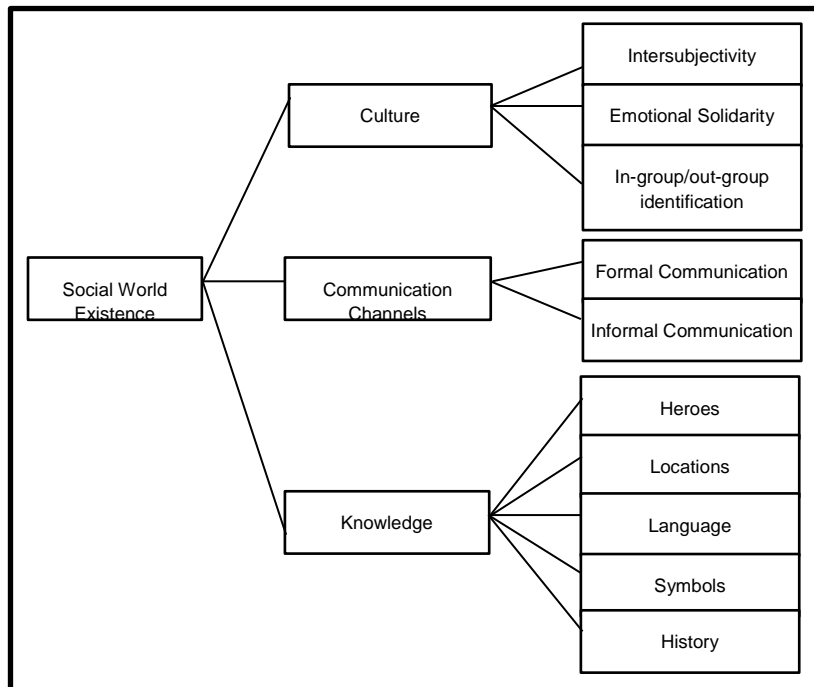 Intersubjectivity
Culture
Emotional Solidarity
In-group/out-group
identification
Social World
Existence
Communication
Channels
Formal Communication
Informal Communication
Heroes
Locations
Knowledge
Language
Symbols
History